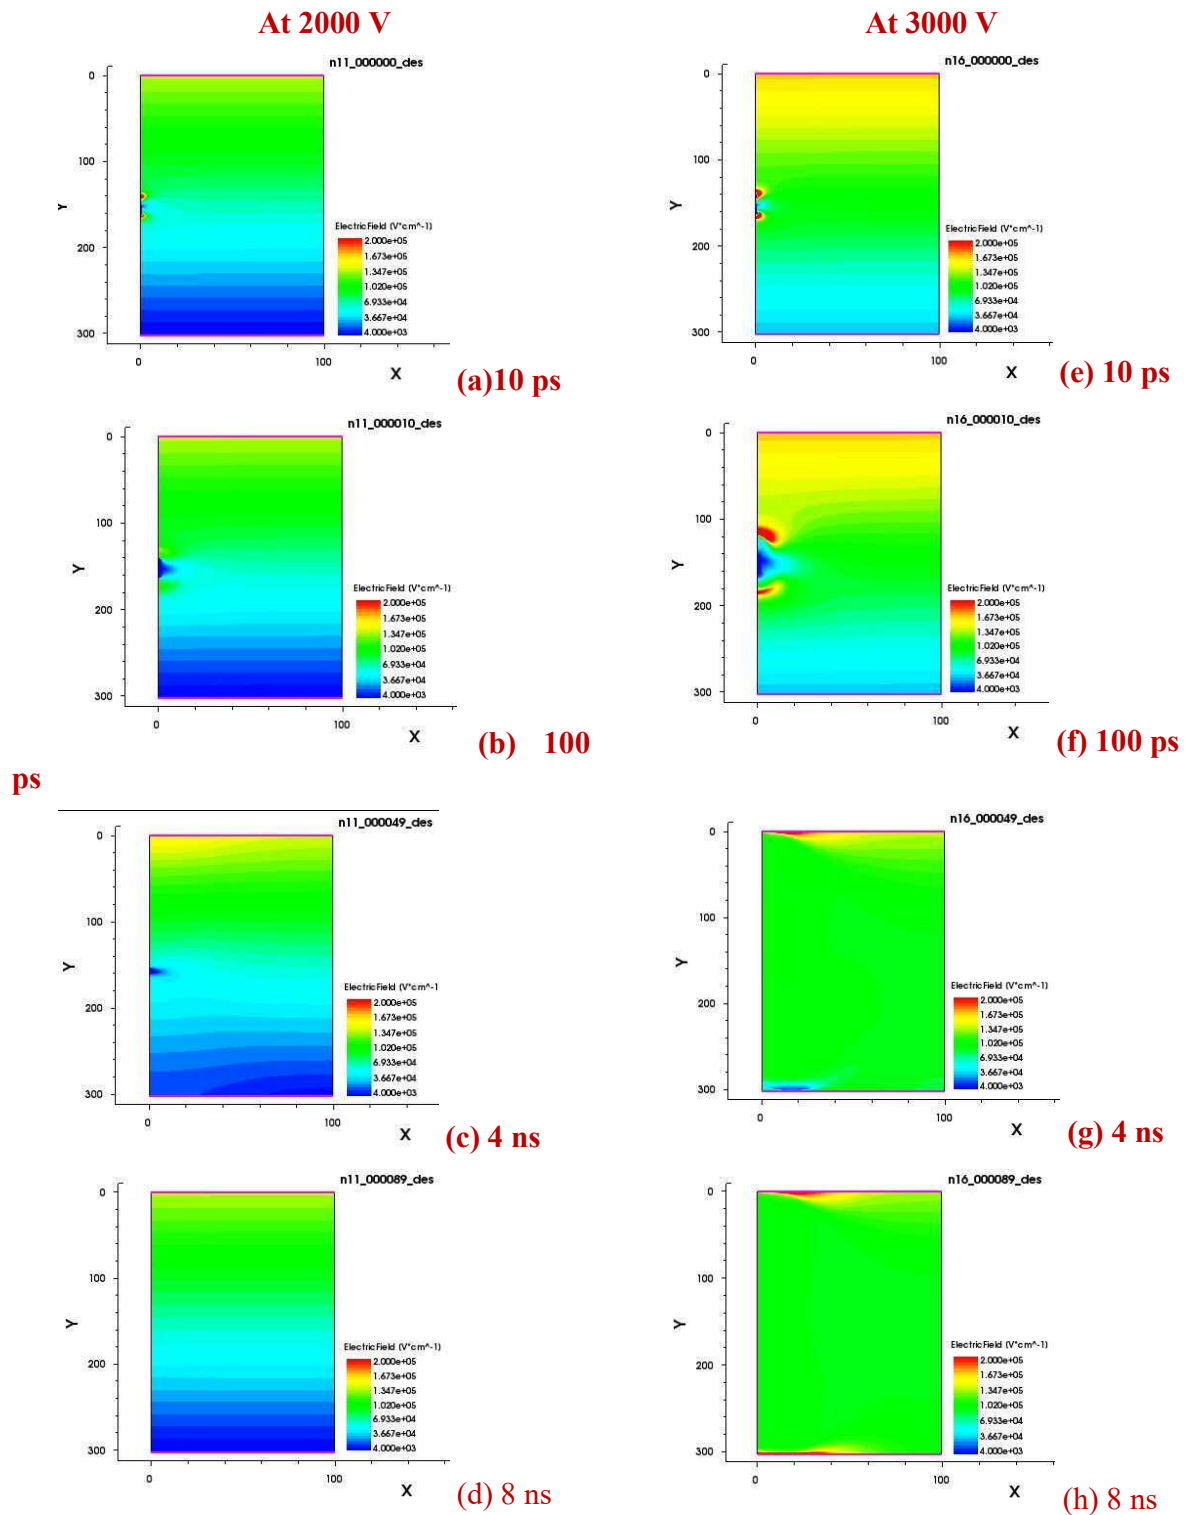 At 2000 V
At 3000 V
n11_000000_des
0
100
200
300
Y
0
100
X
ElectricField (V*cm^-1)
2.000e+05
1.673e+05
1.347e+05
1.020e+05
6.933e+04
3.667e+04
4.000e+03
(a)10 ps
n16_000000_des
0
100
200
300
Y
0
100
X
ElectricField (V*cm^-1)
2.000e+05
1.673e+05
1.347e+05
1.020e+05
6.933e+04
3.667e+04
4.000e+03
(e) 10 ps
n11_000010_des
0
100
200
300
Y
0
100
X
ElectricField (V*cm^-1)
2.000e+05
1.673e+05
1.347e+05
1.020e+05
6.933e+04
3.667e+04
4.000e+03
(b) 100
ps
n16_000010_des
0
100
200
300
Y
0
100
X
ElectricField (V*cm^-1)
2.000e+05
1.673e+05
1.347e+05
1.020e+05
6.933e+04
3.667e+04
4.000e+03
(f) 100 ps
n11_000049_des
0
100
200
300
Y
0
100
X
ElectricField (V*cm^-1
2.000e+05
1.673e+05
1.347e+05
1.020e+05
6.933e+04
3.667e+04
4.000e+03
(c) 4 ns
n16_000049_des
0
100
200
300
Y
0
100
X
ElectricField (V*cm^-1)
2.000e+05
1.673e+05
1.347e+05
1.020e+05
6.933e+04
3.667e+04
4.000e+03
(g) 4 ns
n11_000089_des
0
100
200
300
Y
0
100
X
ElectricField (V*cm^-1)
2.000e+05
1.673e+05
1.347e+05
1.020e+05
6.933e+04
3.667e+04
4.000e+03
(d) 8 ns
n16_000089_des
0
100
200
300
Y
0
100
X
ElectricField (V*cm^-1)
2.000e+05
1.673e+05
1.347e+05
1.020e+05
6.933e+04
3.667e+04
4.000e+03
(h) 8 ns